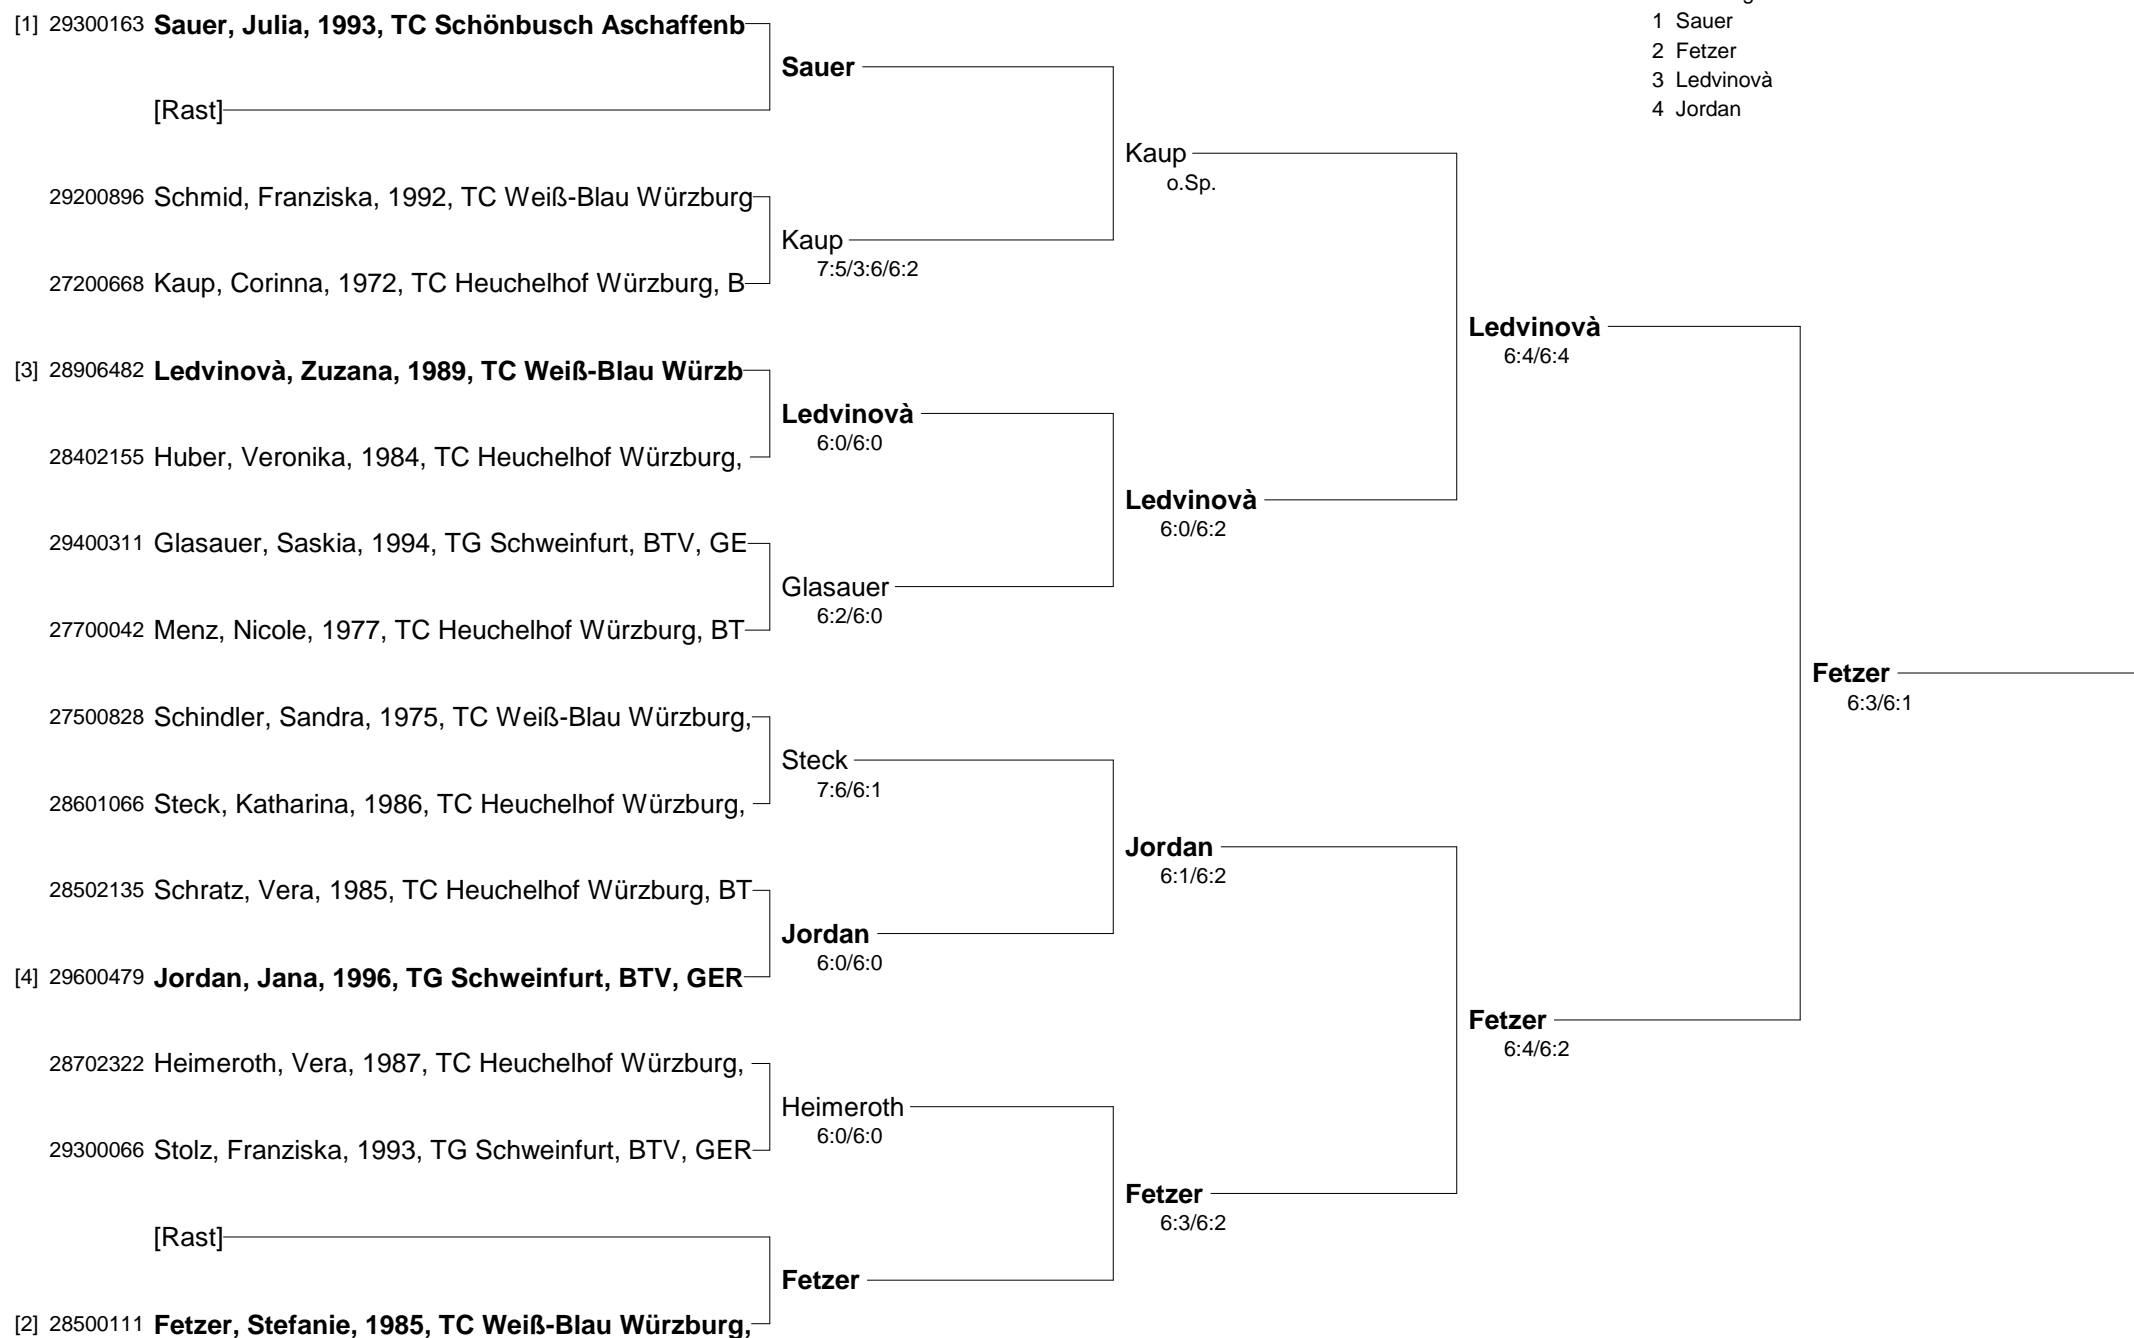 [1] 29300163 Sauer, Julia, 1993, TC Schönbusch Aschaffenb
[Rast]
29200896 Schmid, Franziska, 1992, TC Weiß-Blau Würzburg
27200668 Kaup, Corinna, 1972, TC Heuchelhof Würzburg, B
[3] 28906482 Ledvinovà, Zuzana, 1989, TC Weiß-Blau Würzb
28402155 Huber, Veronika, 1984, TC Heuchelhof Würzburg,
29400311 Glasauer, Saskia, 1994, TG Schweinfurt, BTV, GE
27700042 Menz, Nicole, 1977, TC Heuchelhof Würzburg, BT
27500828 Schindler, Sandra, 1975, TC Weiß-Blau Würzburg,
28601066 Steck, Katharina, 1986, TC Heuchelhof Würzburg,
28502135 Schratz, Vera, 1985, TC Heuchelhof Würzburg, BT
[4] 29600479 Jordan, Jana, 1996, TG Schweinfurt, BTV, GER
28702322 Heimeroth, Vera, 1987, TC Heuchelhof Würzburg,
29300066 Stolz, Franziska, 1993, TG Schweinfurt, BTV, GER
[Rast]
[2] 28500111 Fetzer, Stefanie, 1985, TC Weiß-Blau Würzburg,
Sauer
Kaup
7:5/3:6/6:2
Ledvinovà
6:0/6:0
Glasauer
6:2/6:0
Steck
7:6/6:1
Jordan
6:0/6:0
Heimeroth
6:0/6:0
Fetzer
Kaup
o.Sp.
Ledvinovà
6:0/6:2
Jordan
6:1/6:2
Fetzer
6:3/6:2
Ledvinovà
6:4/6:4
Fetzer
6:4/6:2
Fetzer
6:3/6:1
1 Sauer
2 Fetzer
3 Ledvinovà
4 Jordan